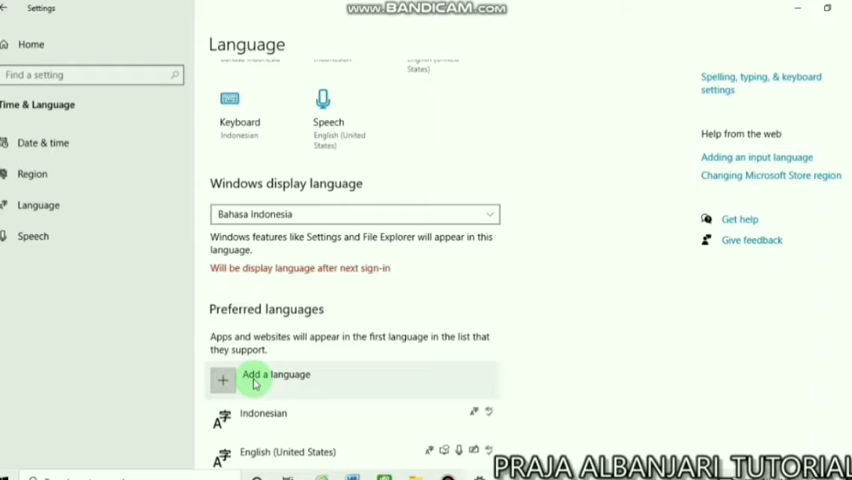 Settings
www.BANDICAM.com
Home
Language
States)
Find a setting
Spelling, typing, & keyboard
settings
Time & Language
Keyboard
Speech
Indonesian
English (United
States)
Help from the web
Date & time
Adding an input language
Region
Changing Microsoft Store region
Windows display language
Language
Bahasa Indonesia
Get help
Speech
Windows features like Settings and File Explorer will appear in this
language.
Give feedback
Will be display language after next sign-in
Preferred languages
Apps and websites will appear in the first language in the list that
they support.
Add a language
Indonesian
English (United States)
PRAJA ALBANJARI TUTORIAL